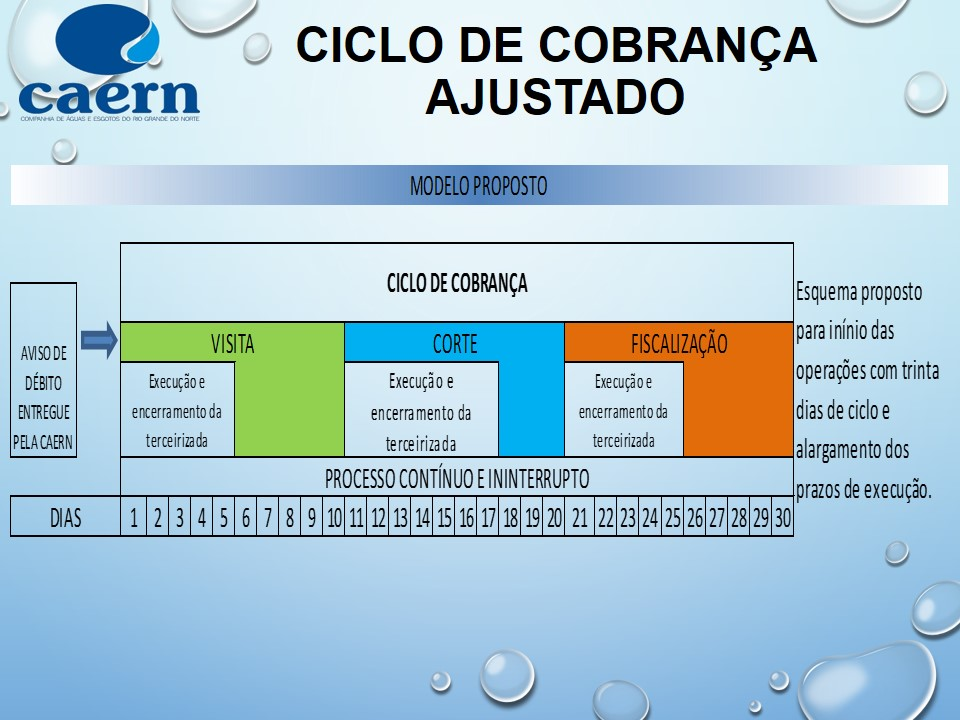 caern
COMPANHIA DE ÁGUAS E ESGOTOS DO RIO GRANDE DO NORTE
CICLO DE COBRANÇA
AJUSTADO
MODELO PROPOSTO
CICLO DE COBRANÇA
AVISO DE
DÉBITO
ENTREGUE
PELA CAERN
VISITA
CORTE
FISCALIZAÇÃO
Execução e
encerramento da
terceirizada
Execução e
encerramento da
terceirizada
Execução e
encerramento da
terceirizada
PROCESSO CONTÍNUO E ININTERRUPTO
DIAS 1 2 3 4 5 6 7 8 9 10 11 12 13 14 15 16 17 18 19 20 21 22 23 24 25 26 27 28 29 30
Esquema proposto
para inínio das
operações com trinta
dias de ciclo e
alargamento dos
prazos de execução.